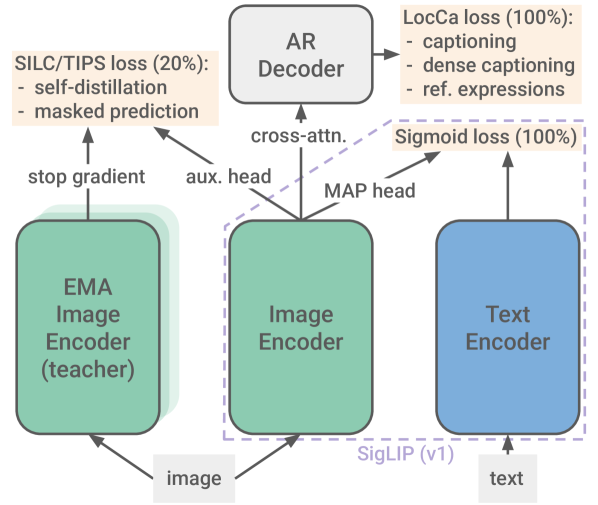 AR
Decoder
LocCa loss (100%):
- captioning
- dense captioning
- ref. expressions
SILC/TIPS loss (20%):
- self-distillation
- masked prediction
cross-attn.
Sigmoid loss (100%)
stop gradient
aux. head
MAP head
EMA
Image
Encoder
(teacher)
Image
Encoder
Text
Encoder
SigLIP (v1)
image
text